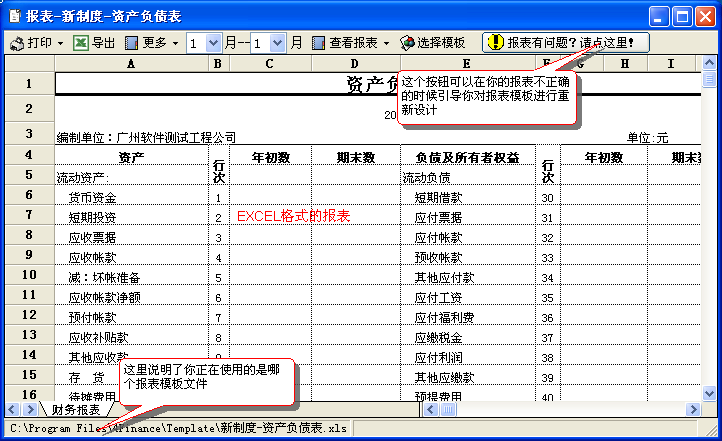 报表-新制度-资产负债表
打印 导出 更多 1 月--1 月 查看报表 选择模板 报表有问题?请点这里!
A B C D E F G H I
1
2
3 编制单位：广州软件测试工程公司 单位:元
这个按钮可以在你的报表不正确
的时候引导你对报表模板进行重
新设计
4 资产 行次 年初数 期末数 负债及所有者权益 行次 年初数
5 流动资产: 流动负债
6 货币资金 1 短期借款 30
7 短期投资 2 EXCEL格式的报表 应付票据 31
8 应收票据 3 应付帐款 32
9 应收帐款 4 预收帐款 33
10 减：坏帐准备 5 其他应付款 34
11 应收帐款净额 6 应付工资 35
12 预付帐款 7 应付福利费 36
13 应收补贴款 8 应缴税金 37
14 其他应收款 应付利润 38
15 存 货 其他应缴款 39
16 待摊费用 预提费用 40
这里说明了你正在使用的是哪
个报表模板文件
财务报表
C:\Program Files\ Finance\Template\新制度-资产负债表.xls